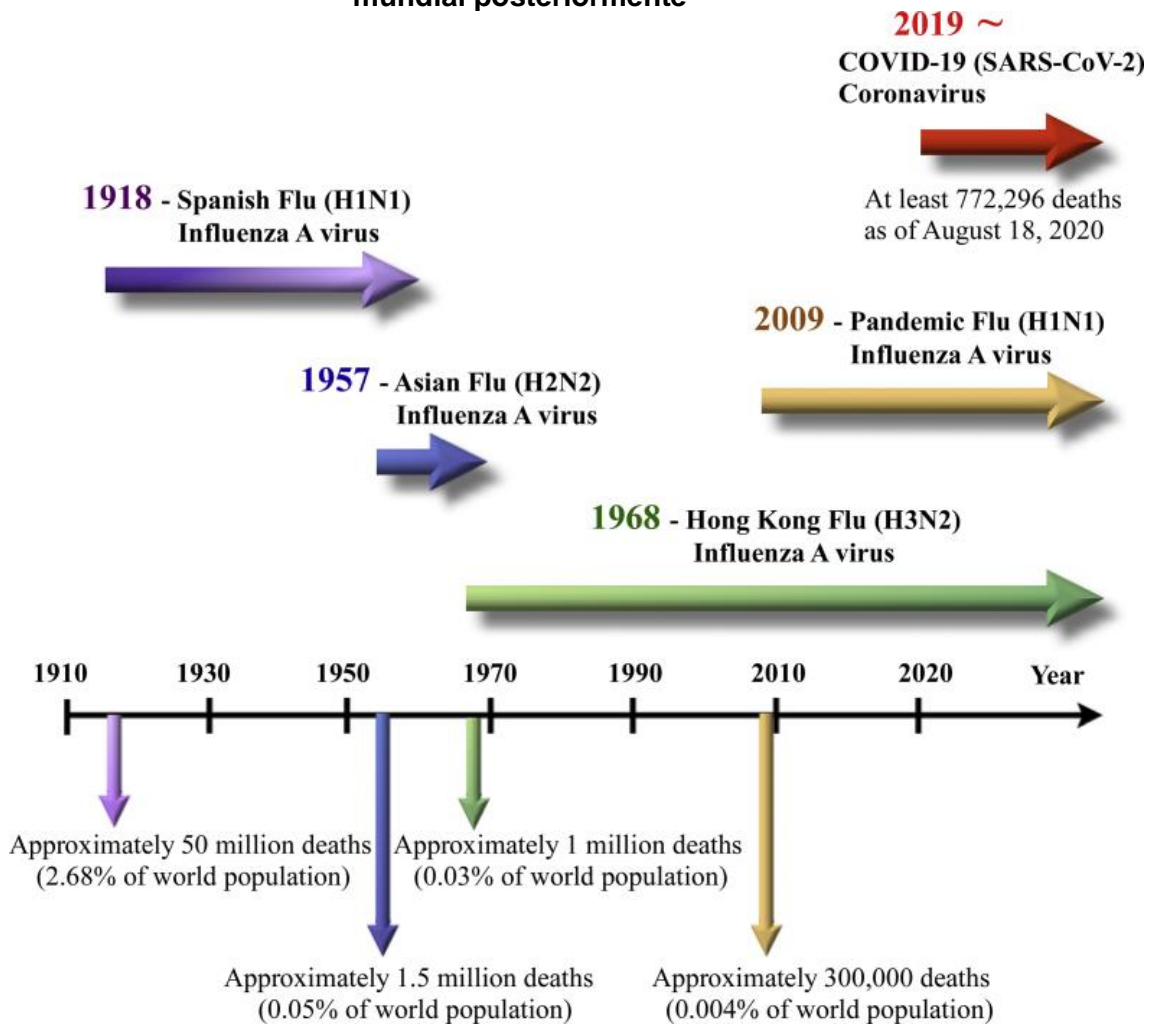 mundial posteriormente
2019 ~
COVID-19 (SARS-CoV-2)
Coronavirus
At least 772,296 deaths
as of August 18, 2020
1918 - Spanish Flu (H1N1)
Influenza A virus
2009 - Pandemic Flu (H1N1)
Influenza A virus
1957 - Asian Flu (H2N2)
Influenza A virus
1968 - Hong Kong Flu (H3N2)
Influenza A virus
1910 1930 1950 1970 1990 2010 2020 Year
Approximately 50 million deaths
(2.68% of world population)
Approximately 1 million deaths
(0.03% of world population)
Approximately 1.5 million deaths
(0.05% of world population)
Approximately 300,000 deaths
(0.004% of world population)